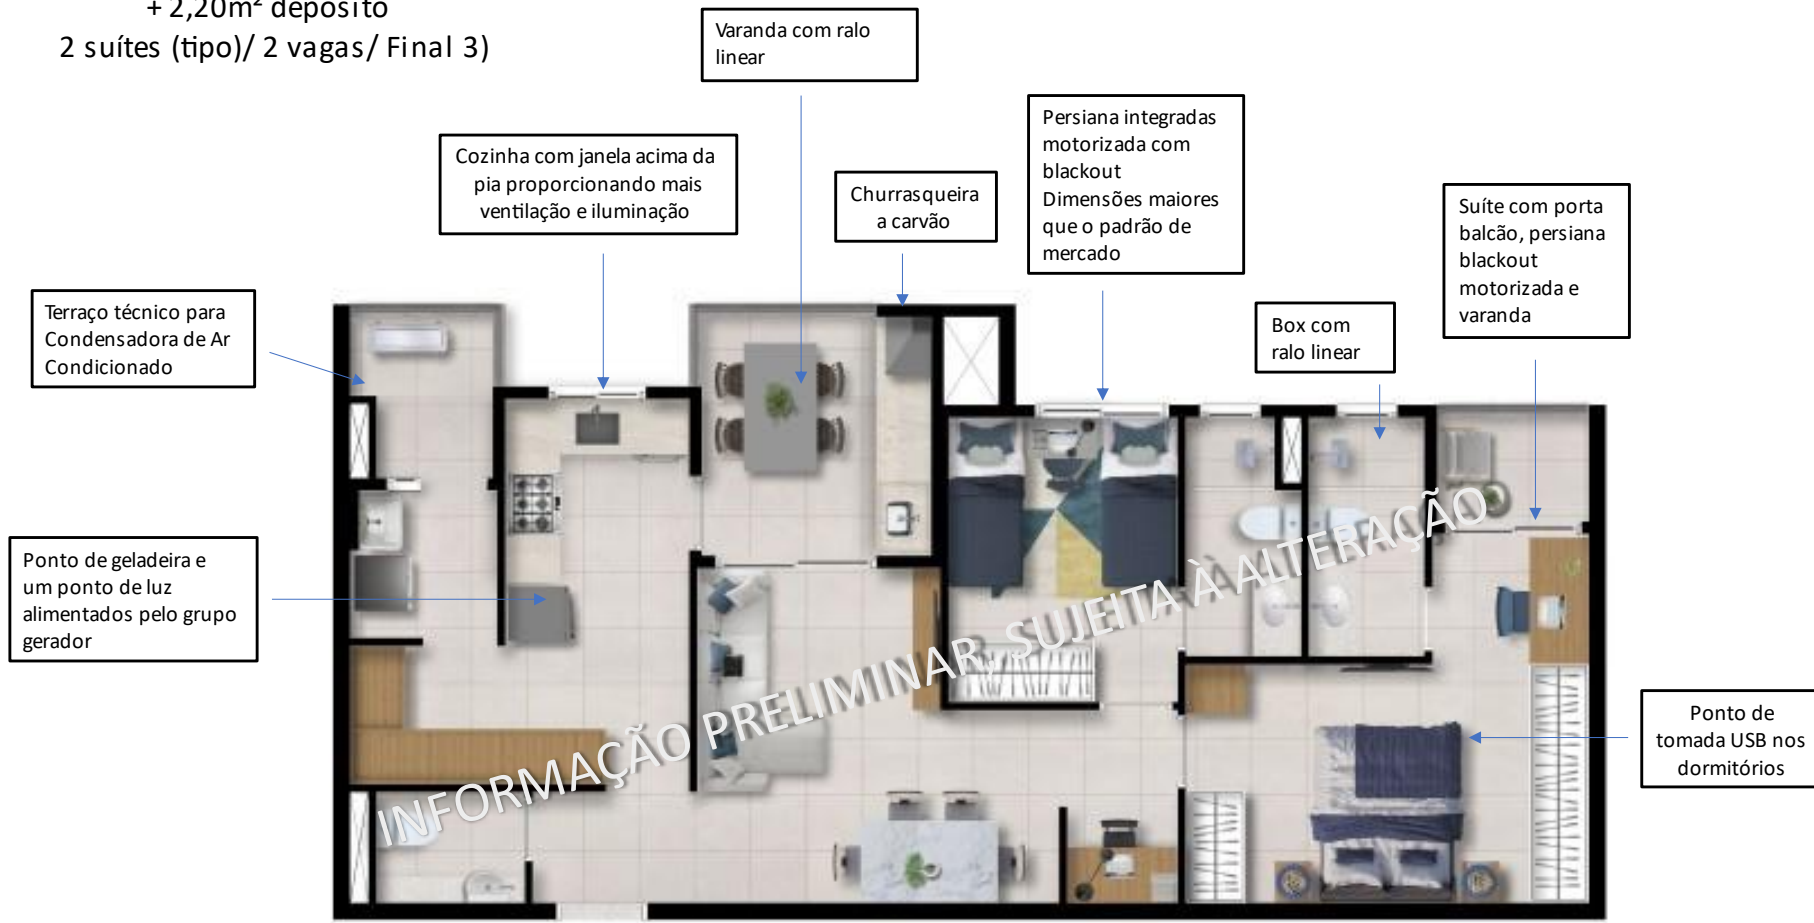 + 2,20m² depósito
2 suítes (tipo)/ 2 vagas/ Final 3)
Varanda com ralo
linear
Cozinha com janela acima da
pia proporcionando mais
ventilação e iluminação
Churrasqueira
a carvão
Persiana integradas
motorizada com
blackout
Dimensões maiores
que o padrão de
mercado
Suíte com porta
balcão, persiana
blackout
motorizada e
varanda
Terraço técnico para
Condensadora de Ar
Condicionado
Box com
ralo linear
Ponto de geladeira e
um ponto de luz
alimentados pelo grupo
gerador
Ponto de
tomada USB nos
dormitórios
INFORMAÇÃO PRELIMINAR, SUJEITA À ALTERAÇÃO